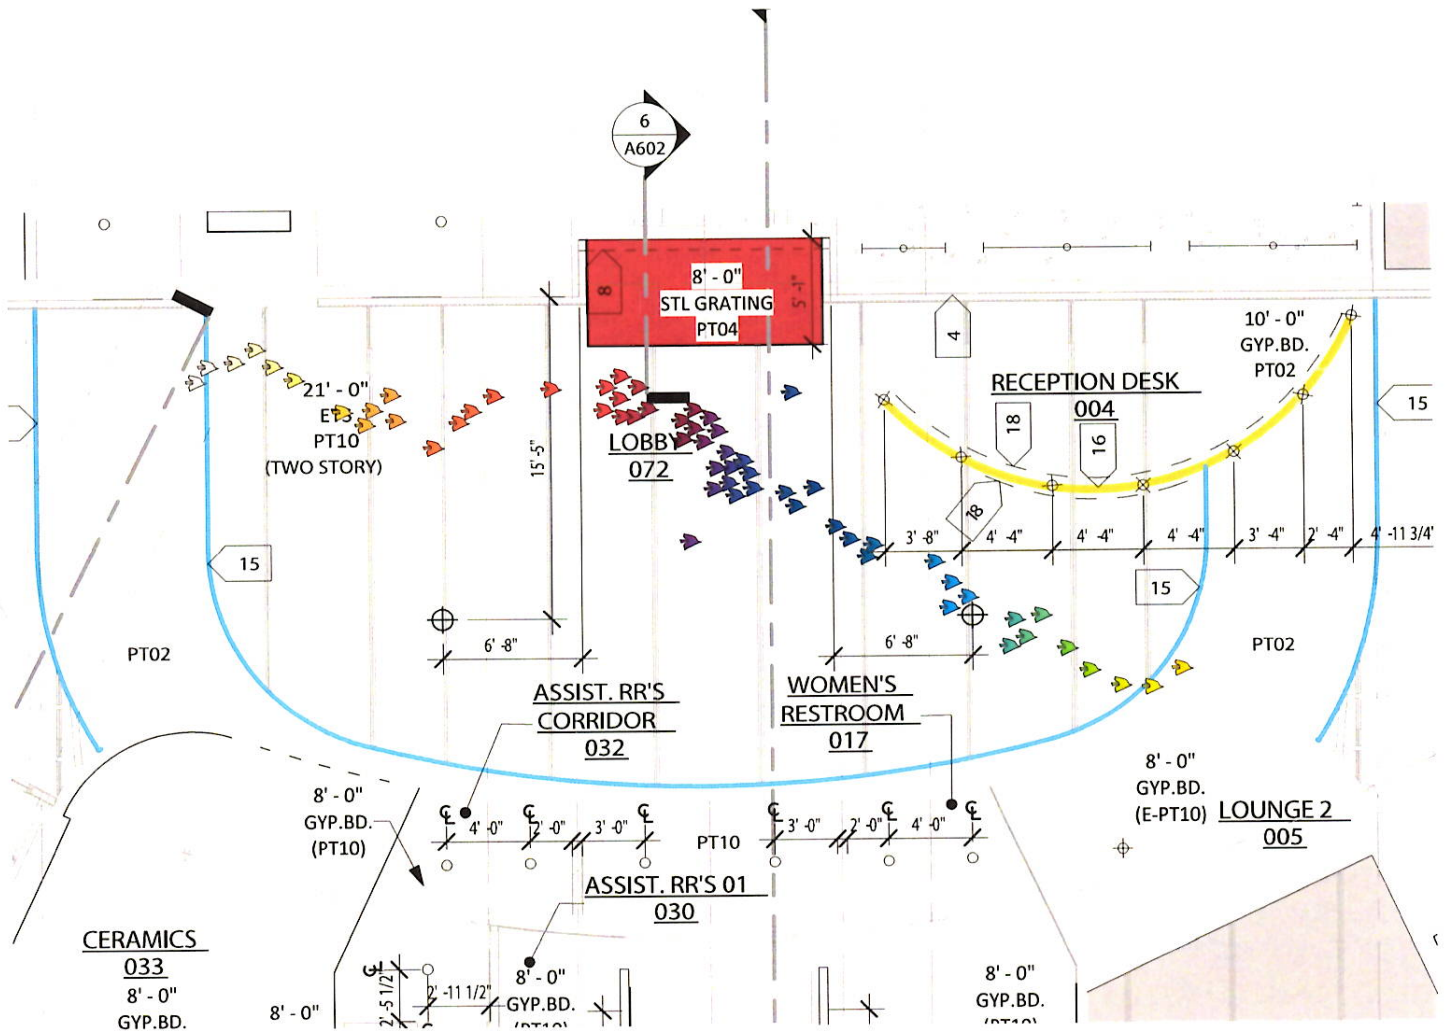 6
A602
8
8' - 0"
STL GRATING
PT04
5' -1"
4
10' - 0"
GYP.BD.
PT02
RECEPTION DESK
004
18
16
15
21' - 0"
PT10
(TWO STORY)
LOBBY
072
15' -5"
18
3' -8"
4' -4"
4' -4"
4' -4"
3' -4"
2' -4"
4' -11 3/4'
15
15
6' -8"
6' -8"
PT02
PT02
ASSIST. RR'S
CORRIDOR
032
WOMEN'S
RESTROOM
017
8' - 0"
GYP.BD.
(PT10)
8' - 0"
GYP.BD.
(E-PT10)
LOUNGE 2
005
4' -0"
2' -0"
3' -0"
PT10
3' -0"
2' -0"
4' -0"
ASSIST. RR'S 01
030
CERAMICS
033
8' - 0"
GYP.BD.
8' - 0"
2' -5 1/2"
2' -11 1/2"
8' - 0"
GYP.BD.
(PT10)
8' - 0"
GYP.BD.
(PT10)